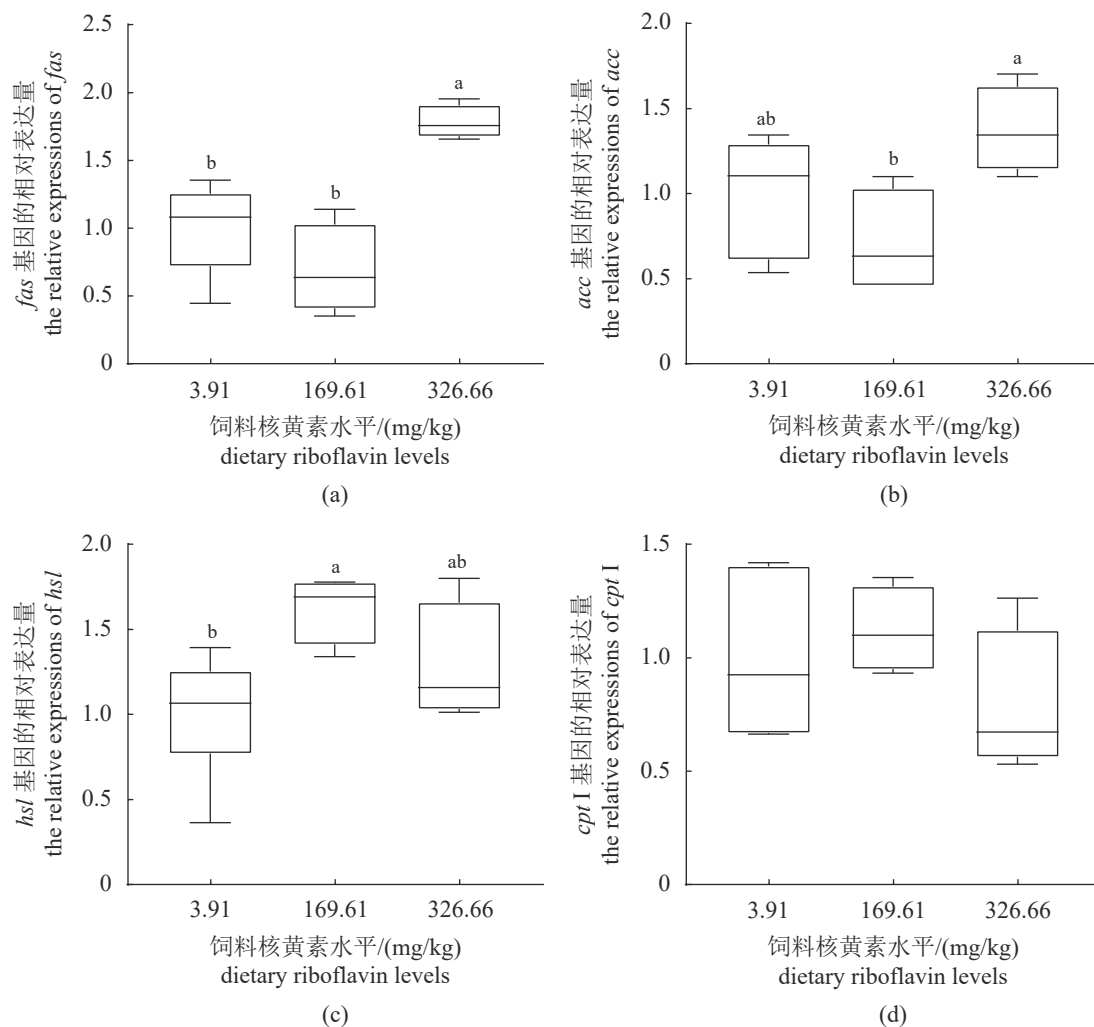 fas 基因的相对表达量
the relative expressions of fas
2.5
2.0
1.5
1.0
0.5
0
b
b
a
3.91
169.61
326.66
饲料核黄素水平/(mg/kg)
dietary riboflavin levels
(a)
acc 基因的相对表达量
the relative expressions of acc
2.0
1.5
1.0
0.5
0
ab
b
a
3.91
169.61
326.66
饲料核黄素水平/(mg/kg)
dietary riboflavin levels
(b)
hsl 基因的相对表达量
the relative expressions of hsl
2.0
1.5
1.0
0.5
0
b
a
ab
3.91
169.61
326.66
饲料核黄素水平/(mg/kg)
dietary riboflavin levels
(c)
cpt I 基因的相对表达量
the relative expressions of cpt I
1.5
1.0
0.5
0
3.91
169.61
326.66
饲料核黄素水平/(mg/kg)
dietary riboflavin levels
(d)